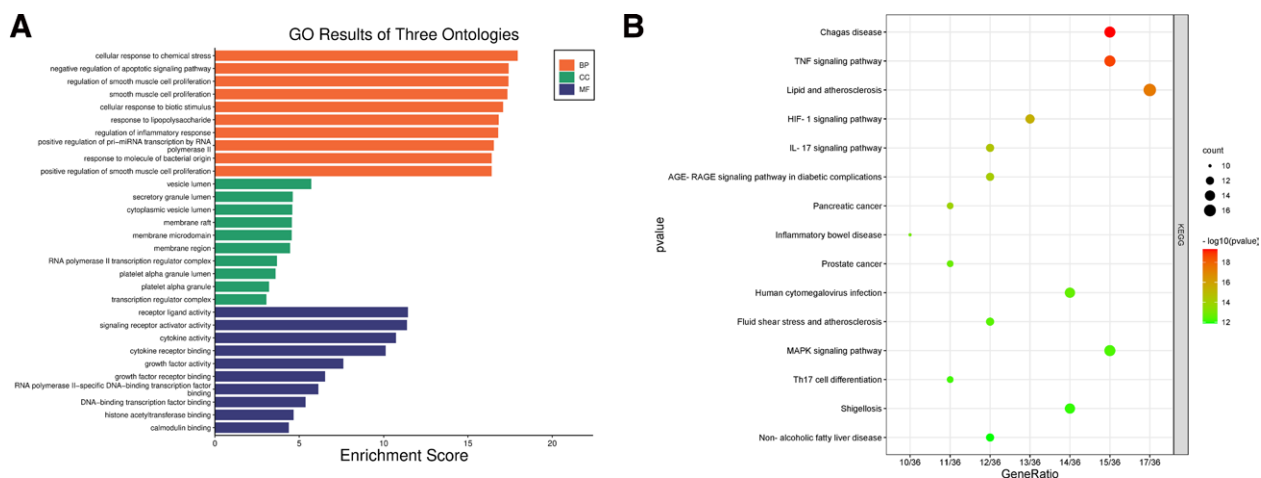 A
GO Results of Three Ontologies
cellular response to chemical stress
negative regulation of apoptotic signaling pathway
regulation of smooth muscle cell proliferation
smooth muscle cell proliferation
cellular response to biotic stimulus
response to lipopolysaccharide
regulation of inflammatory response
positive regulation of pri−miRNA transcription by RNA
polymerase II
response to molecule of bacterial origin
positive regulation of smooth muscle cell proliferation
vesicle lumen
secretory granule lumen
cytoplasmic vesicle lumen
membrane raft
membrane microdomain
membrane region
RNA polymerase II transcription regulator complex
platelet alpha granule lumen
platelet alpha granule
transcription regulator complex
receptor ligand activity
signaling receptor activator activity
cytokine activity
cytokine receptor binding
growth factor activity
growth factor receptor binding
RNA polymerase II−specific DNA−binding transcription factor
binding
DNA−binding transcription factor binding
histone acetyltransferase binding
calmodulin binding
0 5 10 15 20
Enrichment Score
BP
CC
MF
B
pvalue
Chagas disease
TNF signaling pathway
Lipid and atherosclerosis
HIF- 1 signaling pathway
IL- 17 signaling pathway
AGE- RAGE signaling pathway in diabetic complications
Pancreatic cancer
Inflammatory bowel disease
Prostate cancer
Human cytomegalovirus infection
Fluid shear stress and atherosclerosis
MAPK signaling pathway
Th17 cell differentiation
Shigellosis
Non- alcoholic fatty liver disease
10/36 11/36 12/36 13/36 14/36 15/36 17/36
GeneRatio
KEGG
count
10
12
14
16
- log10(pvalue)
18
16
14
12